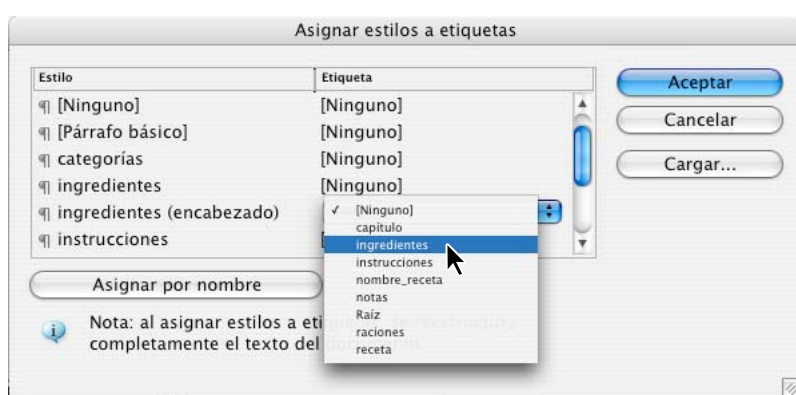 Asignar estilos a etiquetas
Estilo Etiqueta
¶ [Ninguno] [Ninguno]
¶ [Párrafo básico] [Ninguno]
¶ categorías [Ninguno]
¶ ingredientes [Ninguno]
¶ ingredientes (encabezado)
¶ instrucciones
✓ [Ninguno]
capítulo
ingredientes
instrucciones
nombre_receta
notas
Raíz
raciones
receta
Aceptar
Cancelar
Cargar...
Asignar por nombre
Nota: al asignar estilos a
completamente el texto del